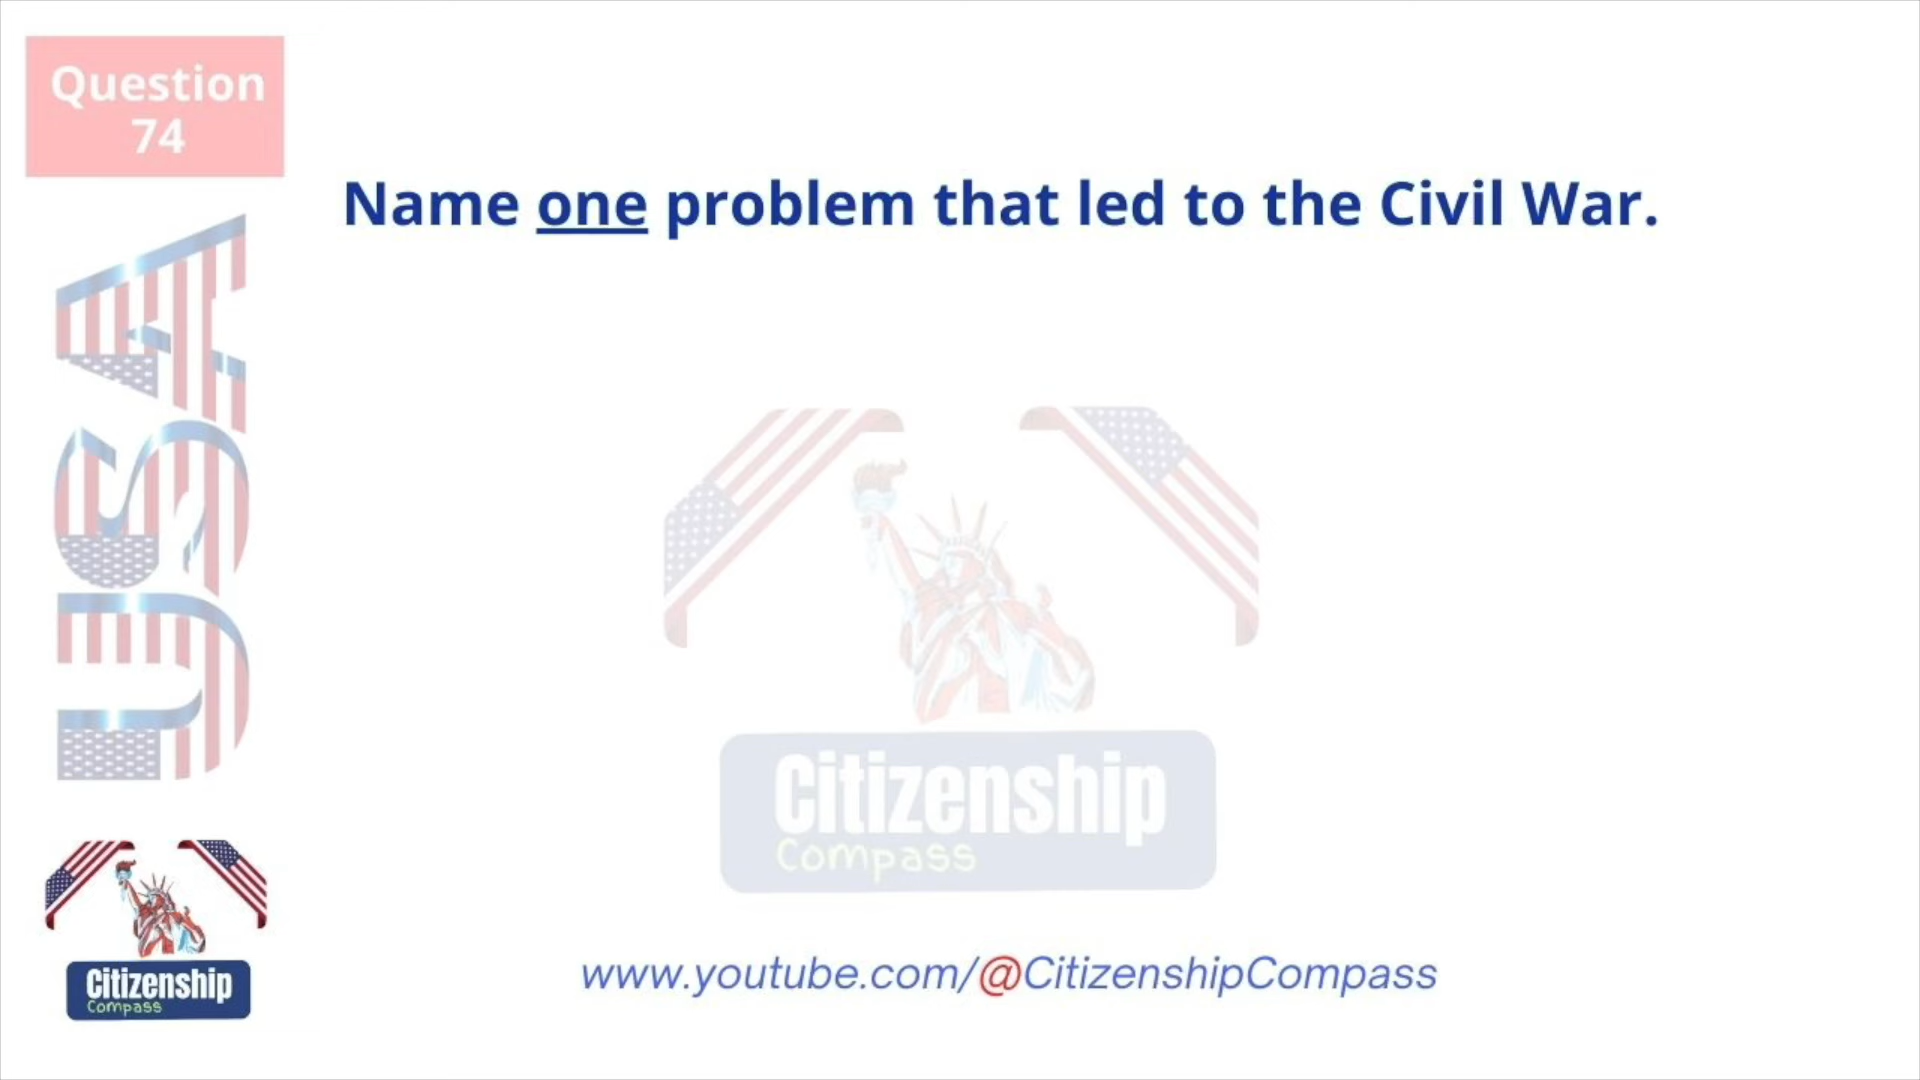 Question
74
Name one problem that led to the Civil War.
USA
Citizenship
Compass
Citizenship
Compass
www.youtube.com/@CitizenshipCompass